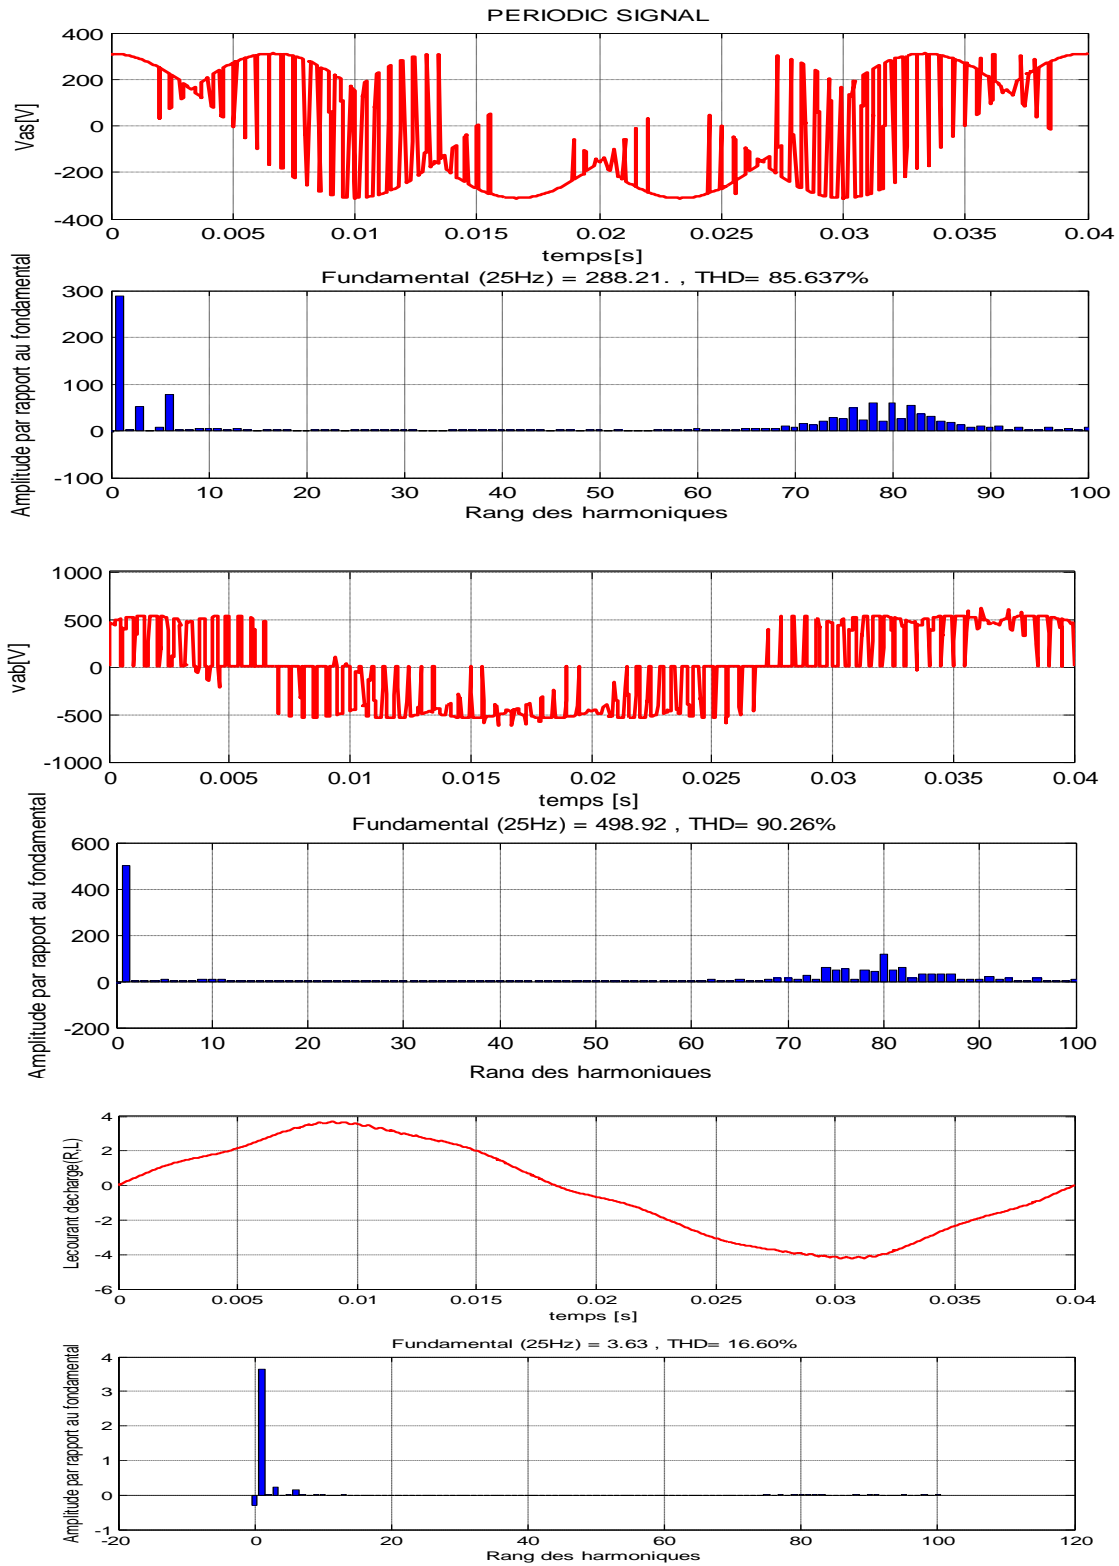 PERIODIC SIGNAL
Vas[V]
400
200
0
-200
-400
0 0.005 0.01 0.015 0.02 0.025 0.03 0.035 0.04
temps[s]
Fundamental (25Hz) = 288.21. , THD= 85.637%
Amplitude par rapport au fondamental
300
200
100
0
-100
0 10 20 30 40 50 60 70 80 90 100
Rang des harmoniques
vab[V]
1000
500
0
-500
-1000
0 0.005 0.01 0.015 0.02 0.025 0.03 0.035 0.04
temps [s]
Fundamental (25Hz) = 498.92 , THD= 90.26%
Amplitude par rapport au fondamental
600
400
200
0
-200
0 10 20 30 40 50 60 70 80 90 100
Rang des harmoniques
Lecourant decharge(R,L)
4
2
0
-2
-4
-6
0 0.005 0.01 0.015 0.02 0.025 0.03 0.035 0.04
temps [s]
Fundamental (25Hz) = 3.63 , THD= 16.60%
Amplitude par rapport au fondamental
4
3
2
1
0
-1
-20 0 20 40 60 80 100 120
Rang des harmoniques